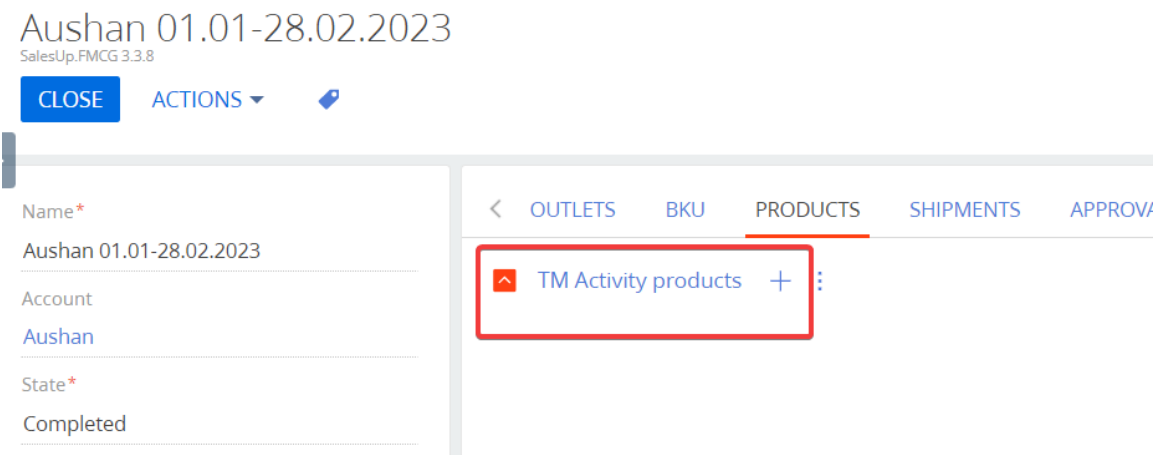 Aushan 01.01-28.02.2023
SalesUp.FMCG 3.3.8
CLOSE ACTIONS
OUTLETS BKU PRODUCTS SHIPMENTS APPROVA
TM Activity products
Name*
Aushan 01.01-28.02.2023
Account
Aushan
State*
Completed